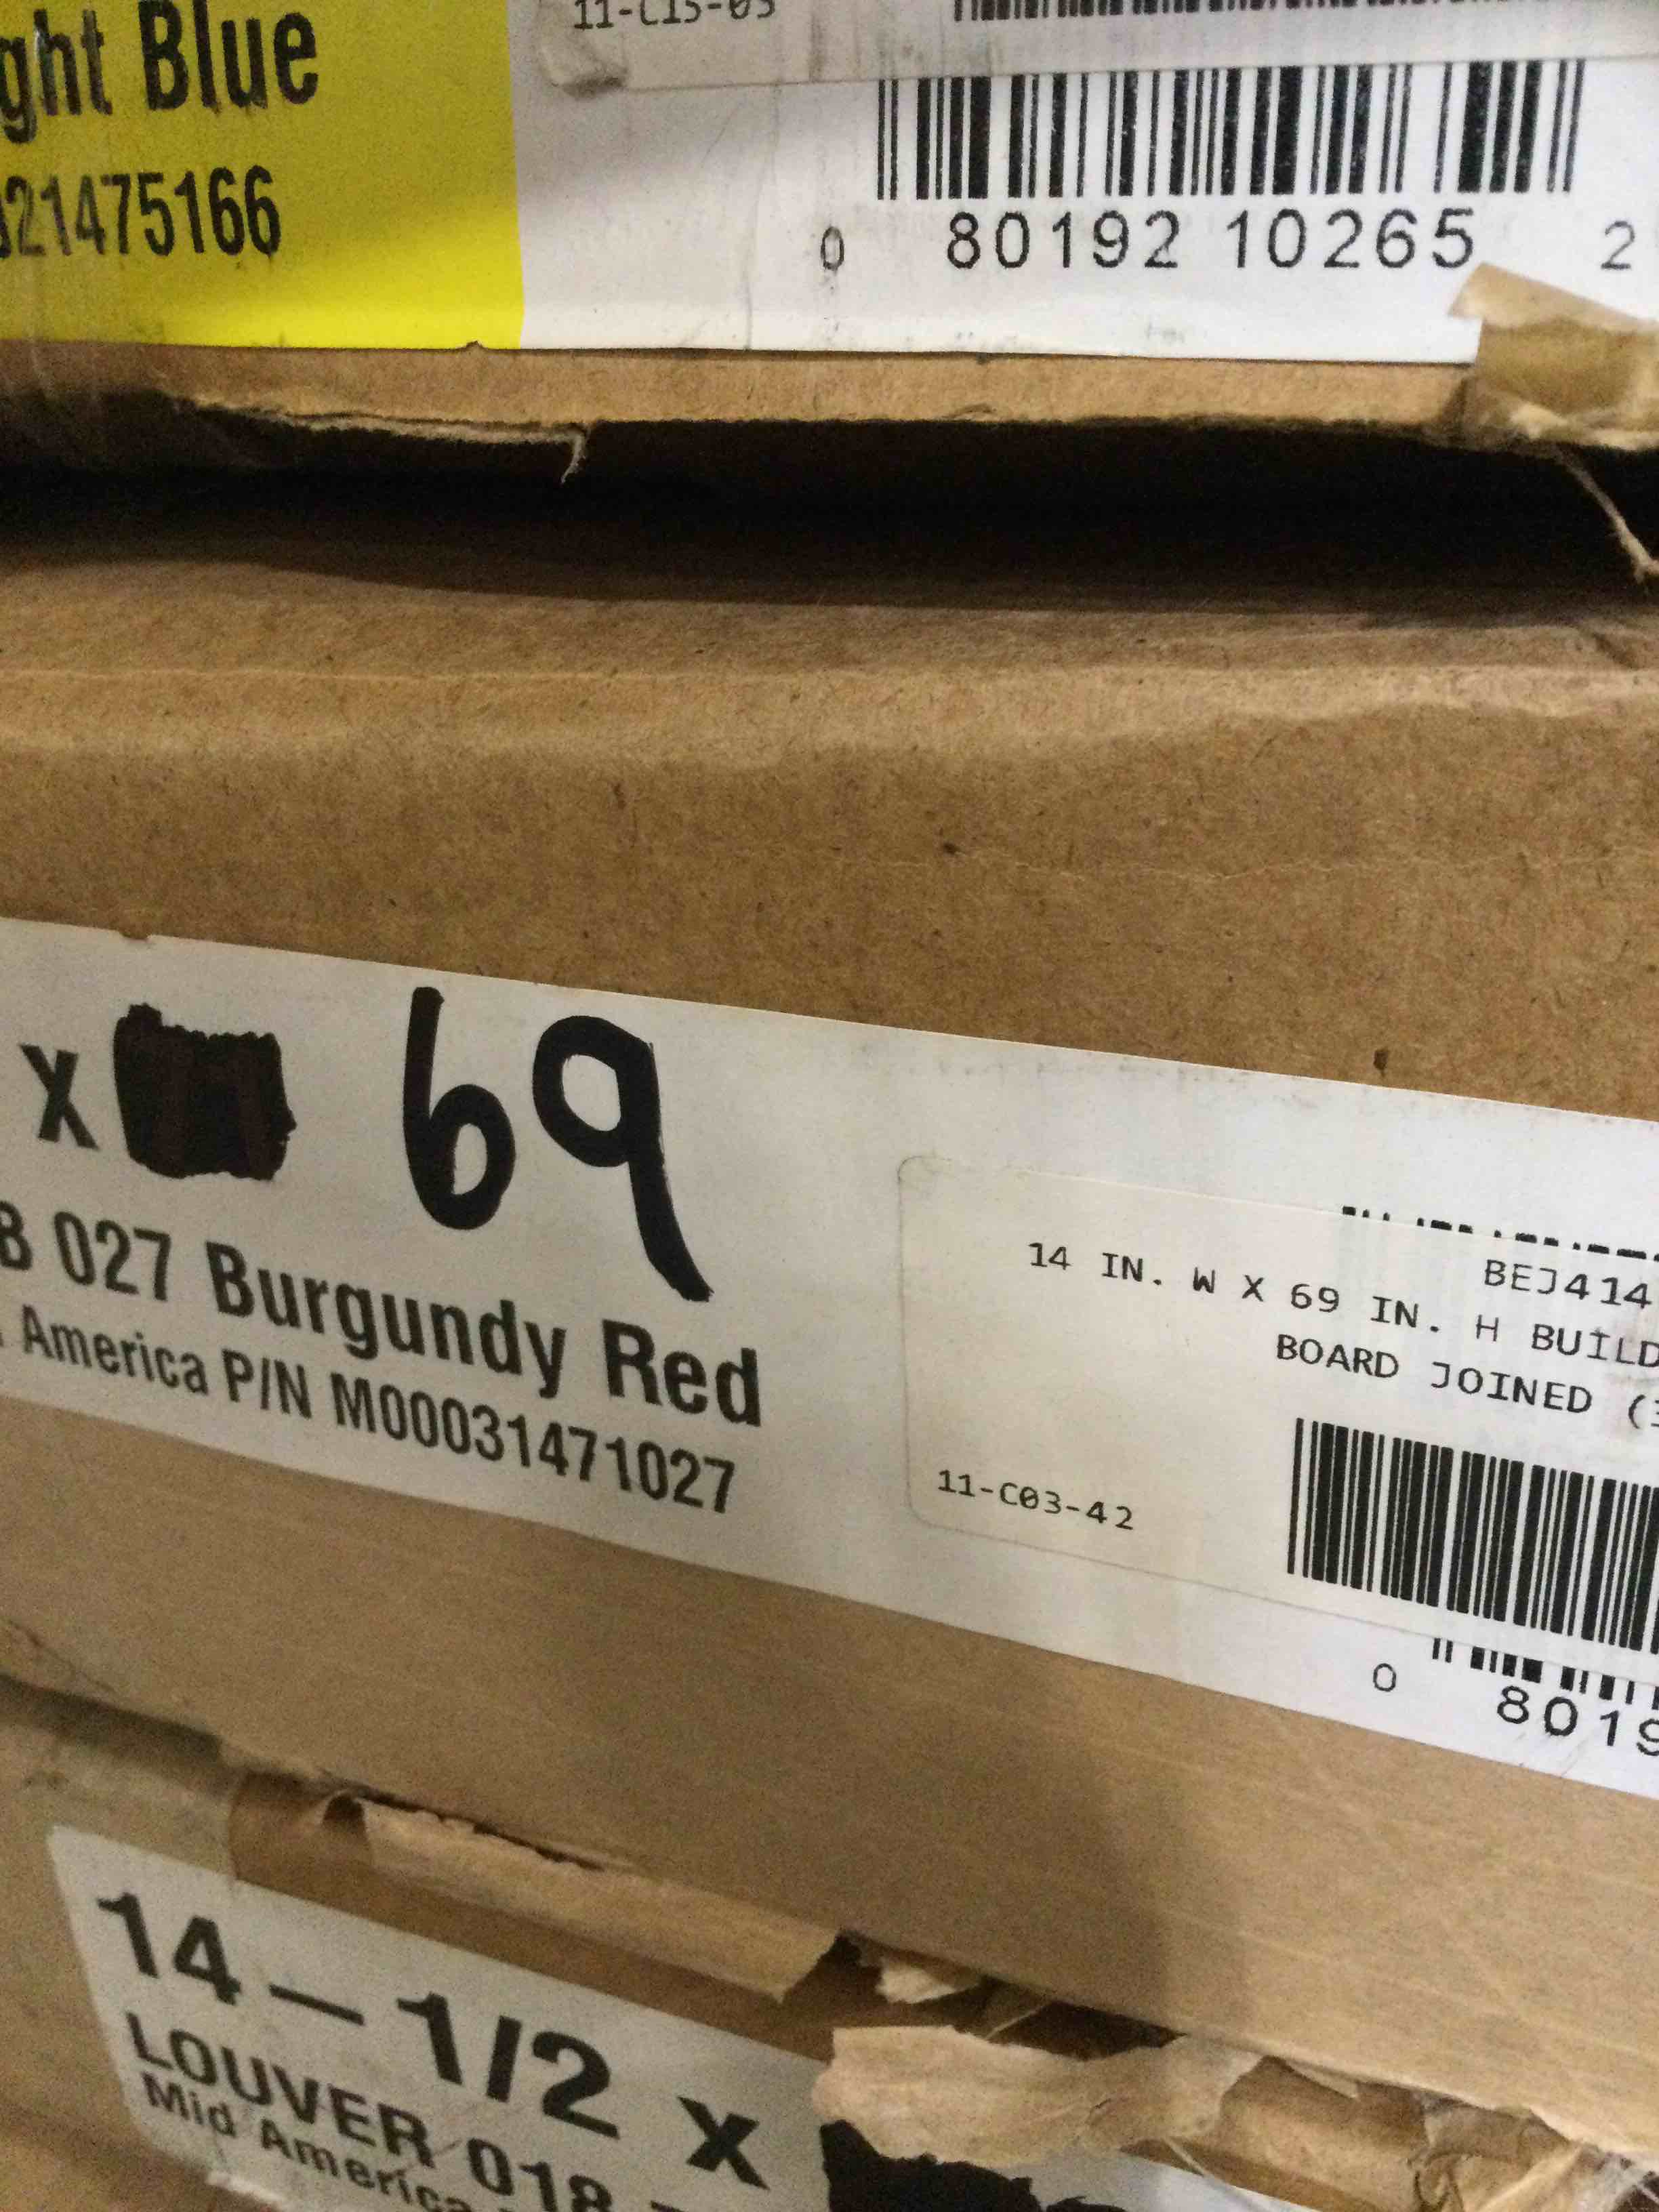 ght Blue
21475166
11-C15-03
0 80192 10265 2
x 69
B 027 Burgundy Red
America P/N M00031471027
BEJ414
14 IN. W X 69 IN. H BUILD
BOARD JOINED (3
11-C03-42
0 8019
14-1/2 x
LOUVER 018
Mid America